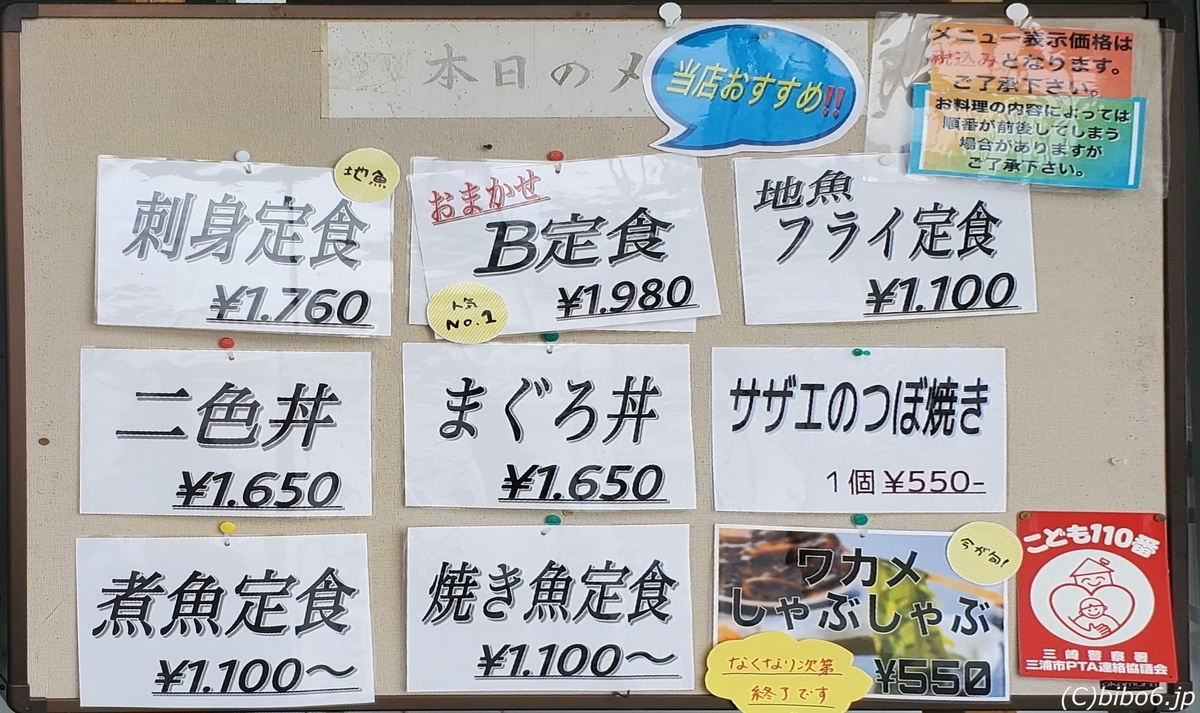 本日のメ
当店おすすめ!!
メニュー表示価格は
税込みとなります。
ご了承下さい。
お料理の内容によっては
順番が前後してしまう
場合がありますが
ご了承下さい。
地魚
刺身定食
¥1.760
おまかせ
B定食
¥1.980
人気
No.1
地魚
フライ定食
¥1.100
二色丼
¥1.650
まぐろ丼
¥1.650
サザエのつぼ焼き
1個¥550-
煮魚定食
¥1.100〜
焼き魚定食
¥1.100〜
今が旬!
ワカメ
しゃぶしゃぶ
¥550
なくなり次第
終了です
こども110番
三崎警察署
三浦市PTA連絡協議会
(C)bibo6.jp